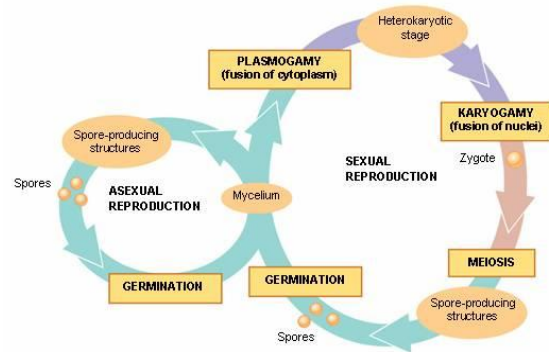 Heterokaryotic
stage
PLASMOGAMY
(fusion of cytoplasm)
KARYOGAMY
(fusion of nuclei)
Zygote
SEXUAL
REPRODUCTION
Spore-producing
structures
Spores
ASEXUAL
REPRODUCTION
Mycelium
GERMINATION
GERMINATION
Spores
MEIOSIS
Spore-producing
structures